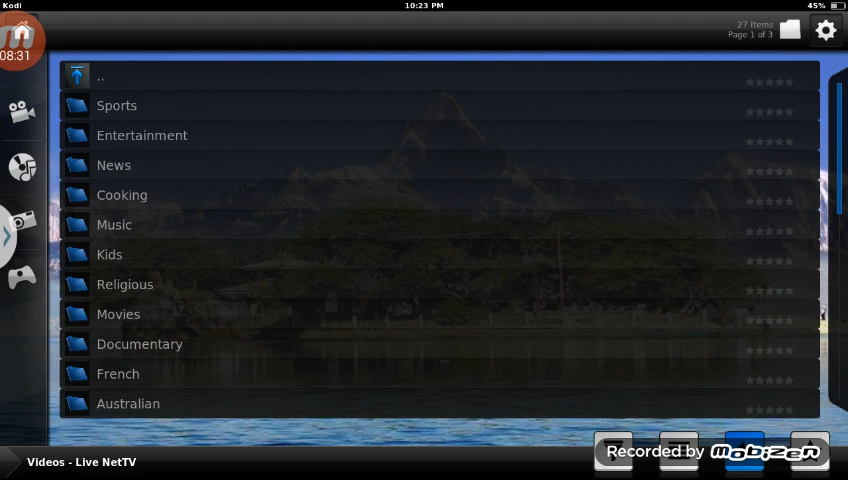 Kodi
10:23 PM
45%
27 Items
Page 1 of 3
08:31
..
Sports
Entertainment
News
Cooking
Music
Kids
Religious
Movies
Documentary
French
Australian
Recorded by Mobizen
Videos - Live NetTV